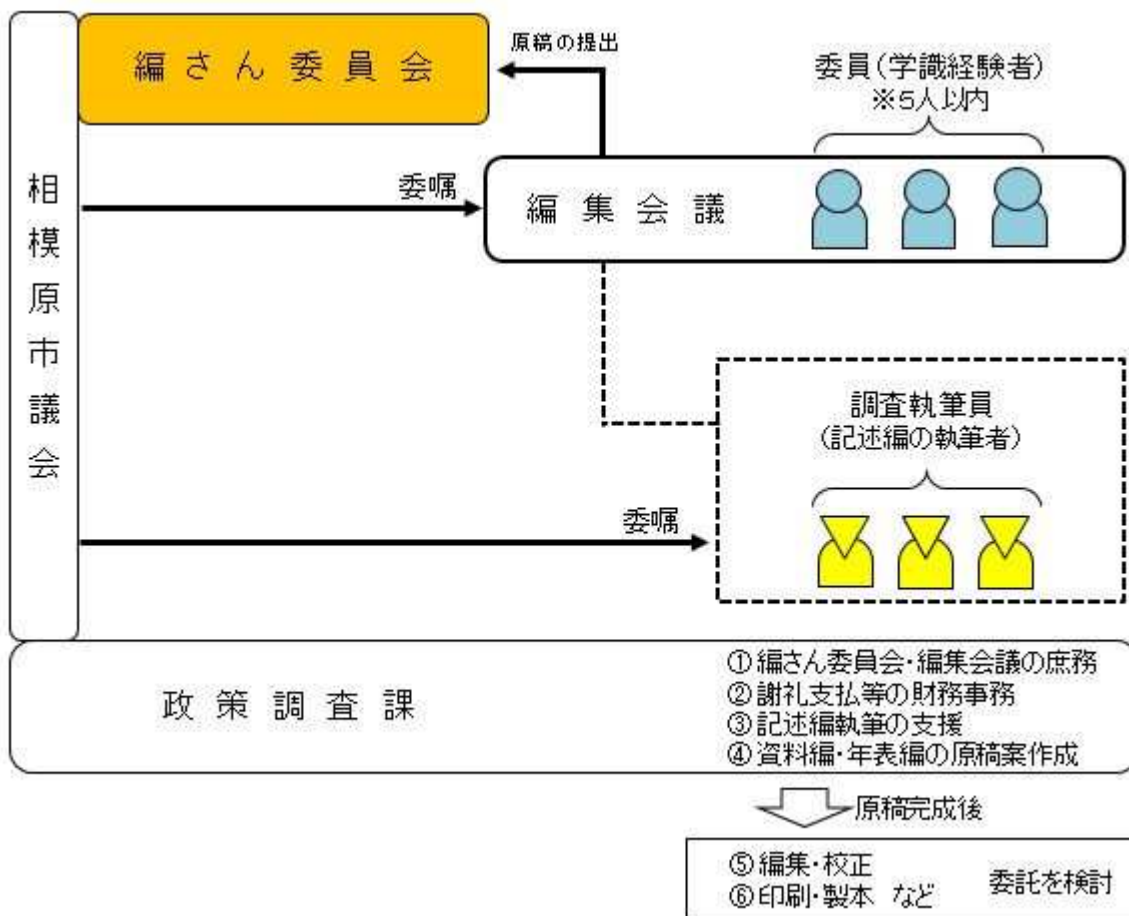 編さん委員会
原稿の提出
委員（学識経験者）
※5人以内
相模原市議会
委嘱
編集会議
調査執筆員
（記述編の執筆者）
委嘱
政策調査課
①編さん委員会・編集会議の庶務
②謝礼支払等の財務事務
③記述編執筆の支援
④資料編・年表編の原稿案作成
原稿完成後
⑤編集・校正
⑥印刷・製本 など
委託を検討